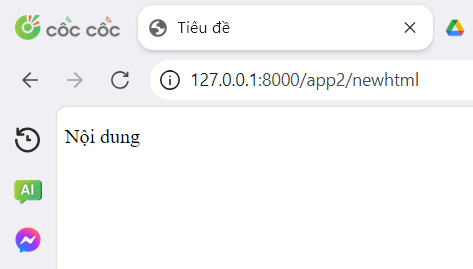 cốc cốc
Tiêu đề
127.0.0.1:8000/app2/newhtml
Nội dung
AI